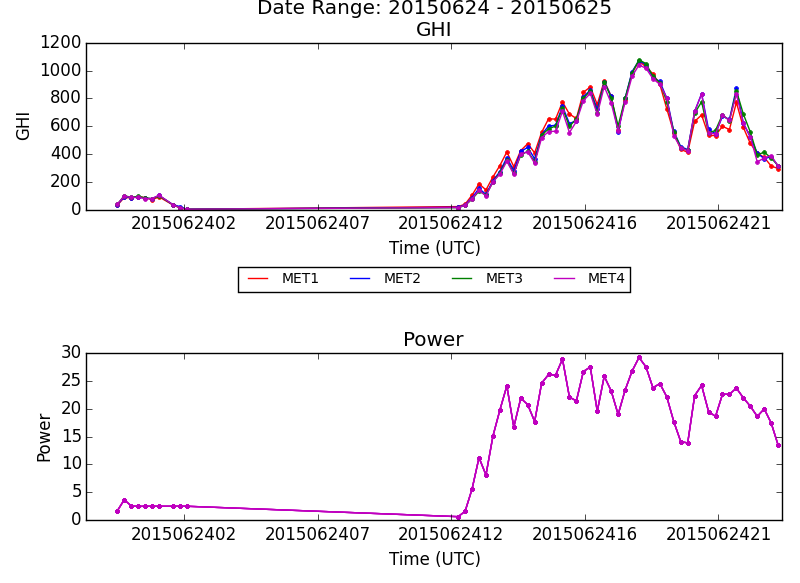 Date Range: 20150624 - 20150625
GHI
1200
1000
800
600
400
200
0
GHI
2015062402 2015062407 2015062412 2015062416 2015062421
Time (UTC)
MET1 MET2 MET3 MET4
Power
30
25
20
15
10
5
0
Power
2015062402 2015062407 2015062412 2015062416 2015062421
Time (UTC)